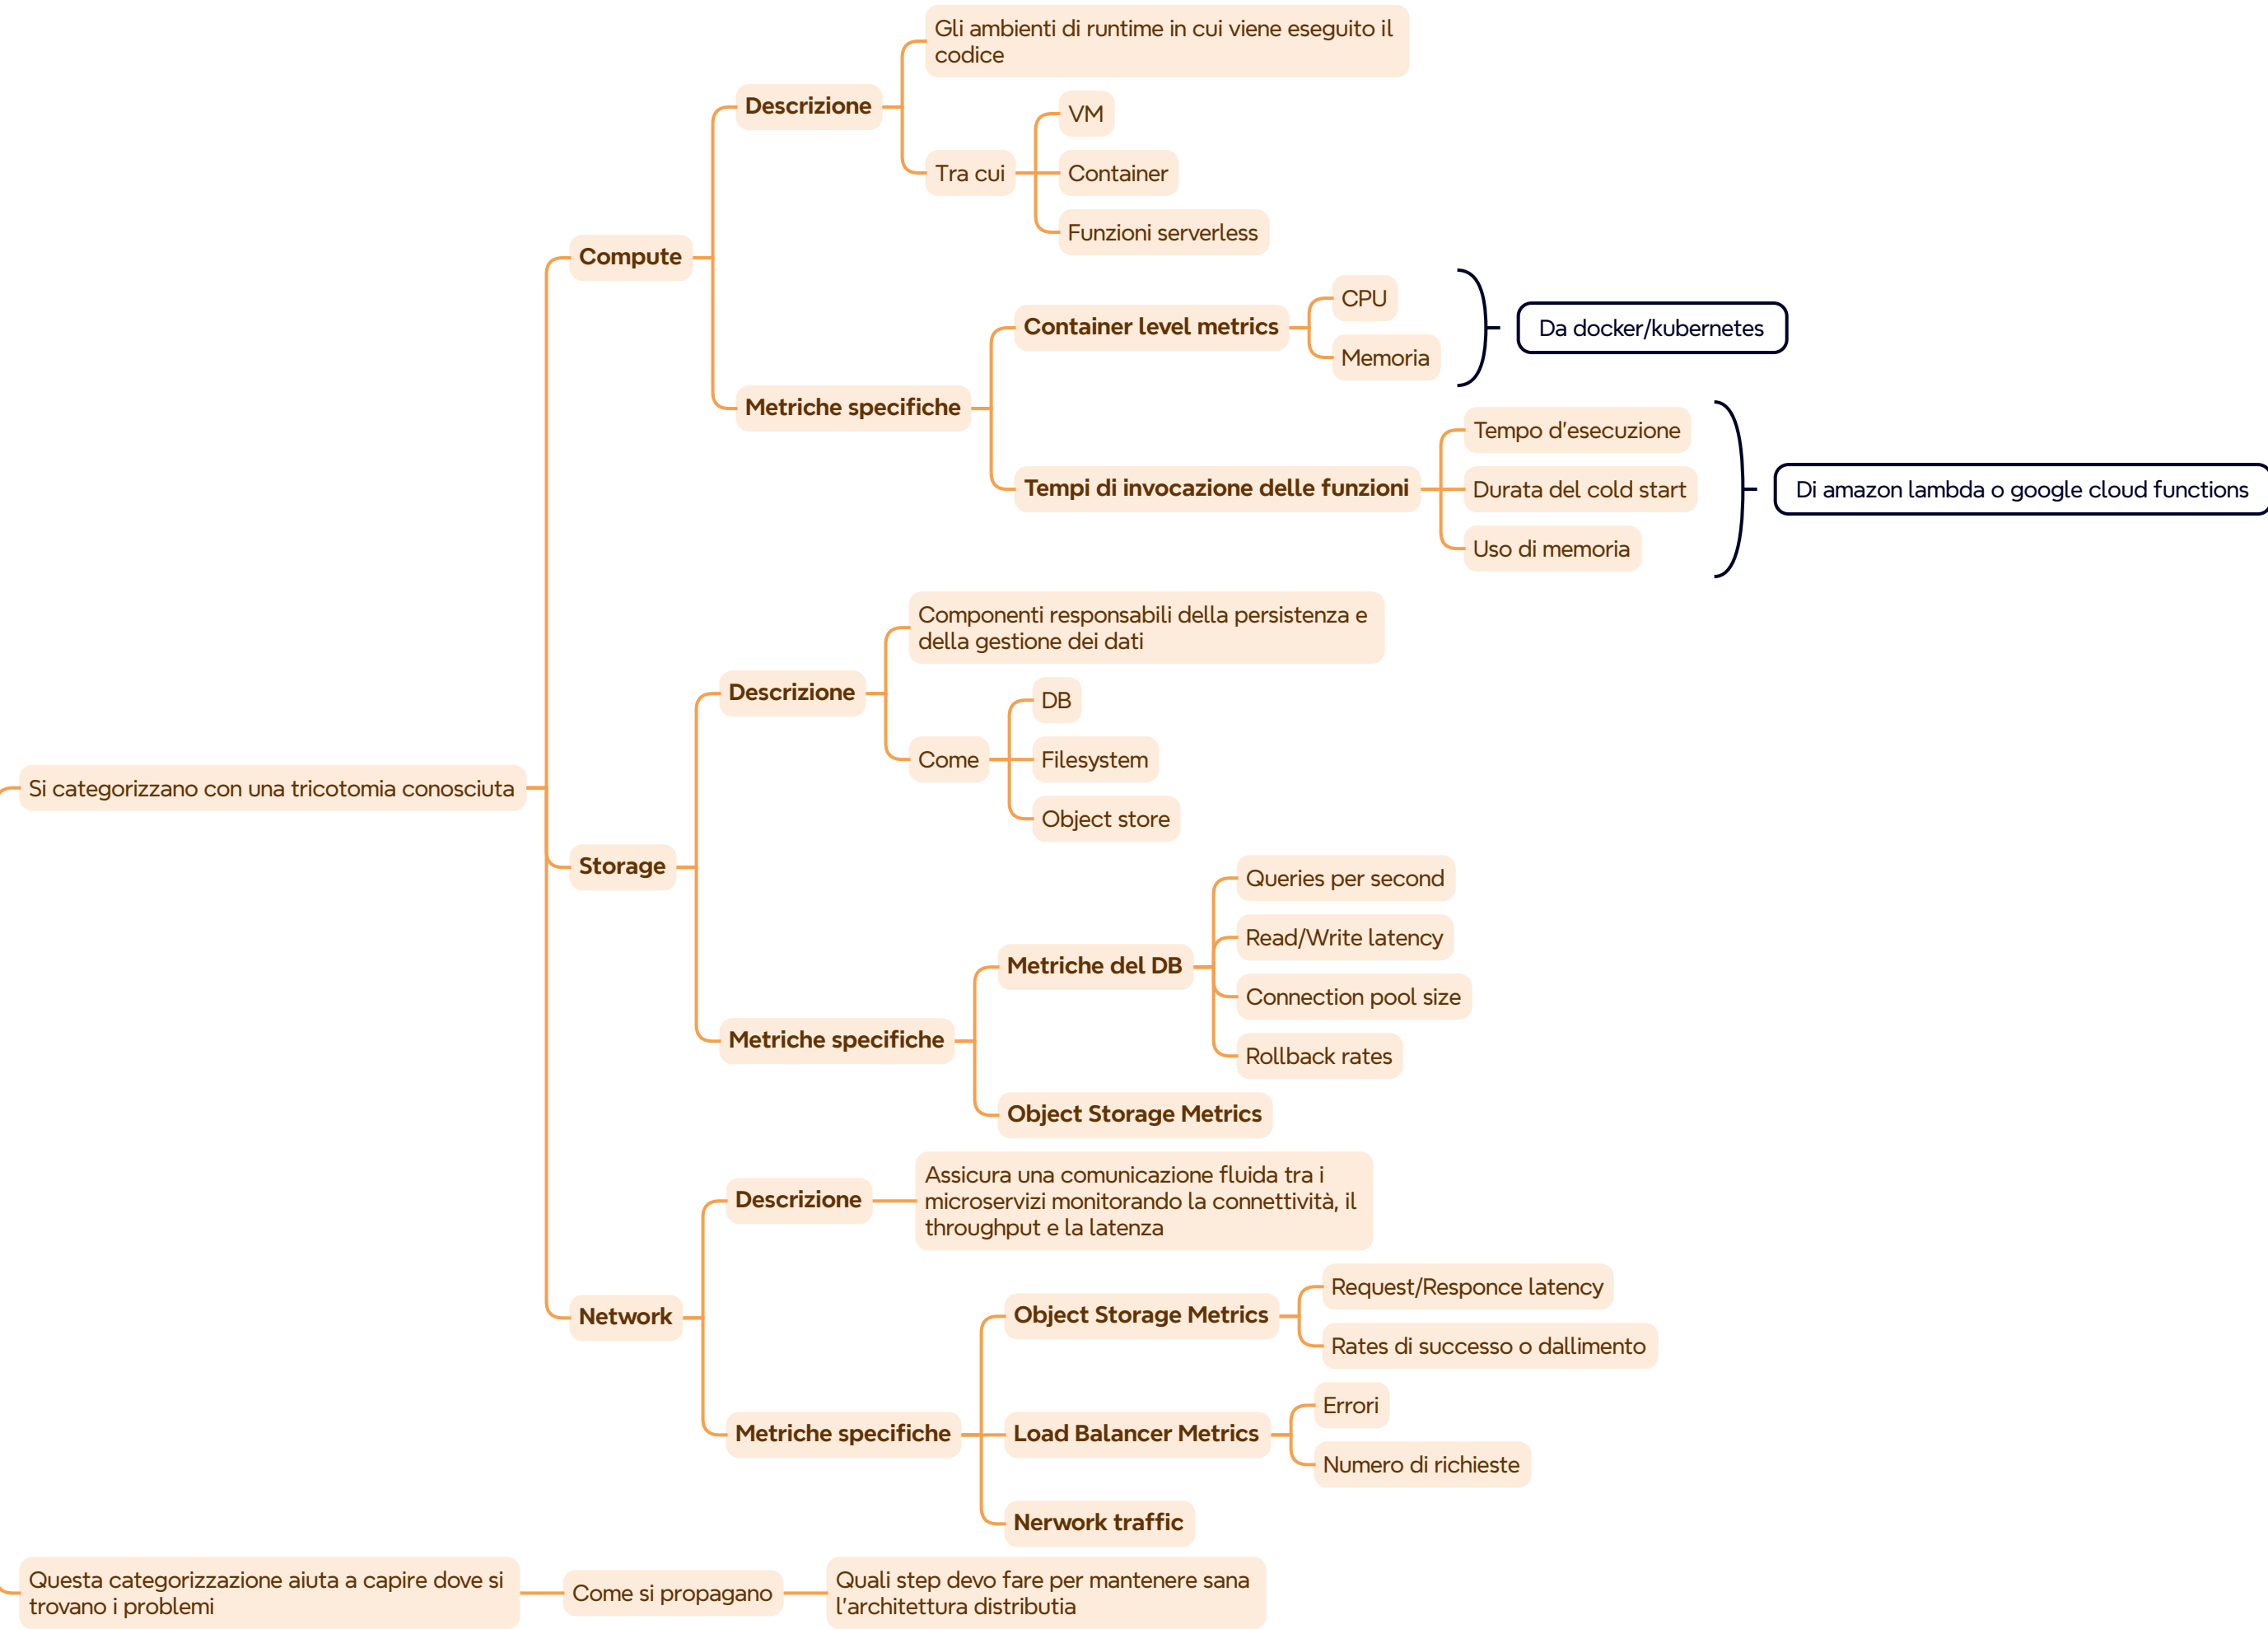 Gli ambienti di runtime in cui viene eseguito il
codice
Descrizione
VM
Tra cui
Container
Funzioni serverless
Compute
CPU
Container level metrics
Da docker/kubernetes
Memoria
Metriche specifiche
Tempo d'esecuzione
Tempi di invocazione delle funzioni
Durata del cold start
Di amazon lambda o google cloud functions
Uso di memoria
Componenti responsabili della persistenza e
della gestione dei dati
Descrizione
DB
Come
Filesystem
Object store
Si categorizzano con una tricotomia conosciuta
Storage
Queries per second
Read/Write latency
Metriche del DB
Connection pool size
Rollback rates
Metriche specifiche
Object Storage Metrics
Assicura una comunicazione fluida tra i
microservizi monitorando la connettività, il
throughput e la latenza
Descrizione
Network
Request/Responce latency
Object Storage Metrics
Rates di successo o dallimento
Errori
Metriche specifiche
Load Balancer Metrics
Numero di richieste
Nerwork traffic
Questa categorizzazione aiuta a capire dove si
trovano i problemi
Come si propagano
Quali step devo fare per mantenere sana
l'architettura distributia